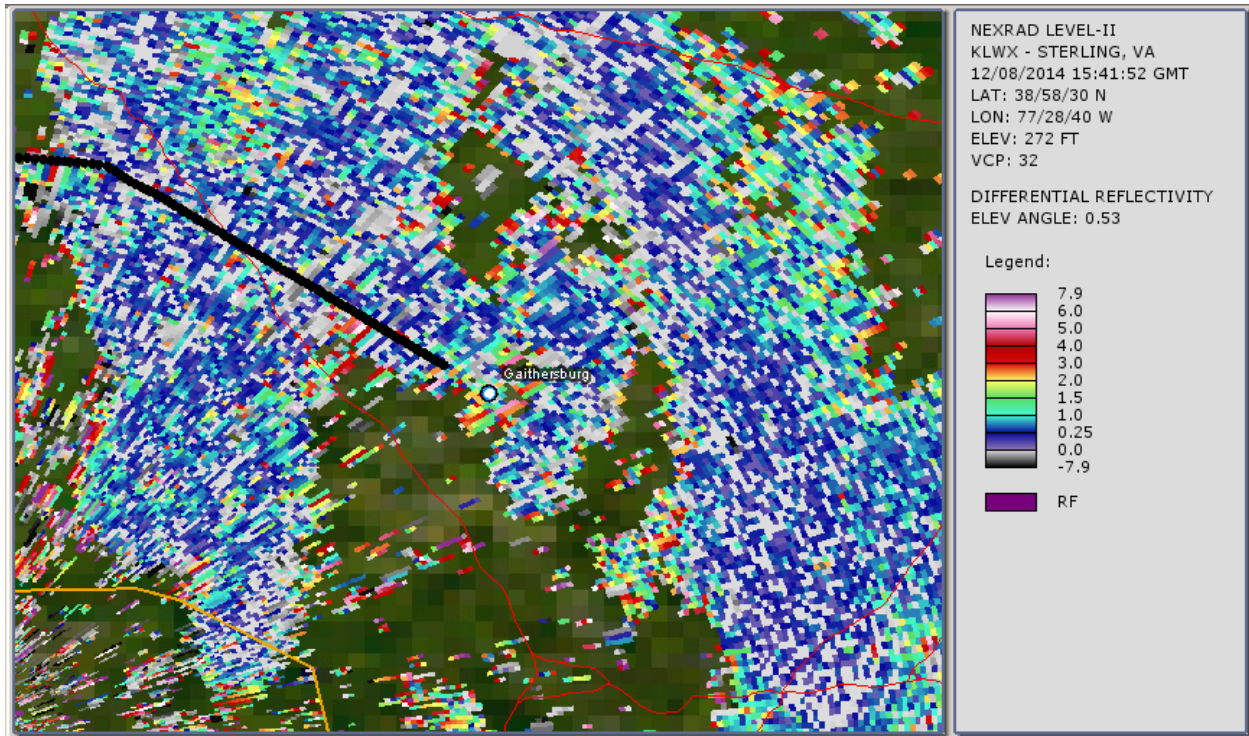 NEXRAD LEVEL-II
KLWX - STERLING, VA
12/08/2014 15:41:52 GMT
LAT: 38/58/30 N
LON: 77/28/40 W
ELEV: 272 FT
VCP: 32
DIFFERENTIAL REFLECTIVITY
ELEV ANGLE: 0.53
Legend:
7.9
6.0
5.0
4.0
3.0
2.0
1.5
1.0
0.25
0.0
-7.9
RF
Gaithersburg